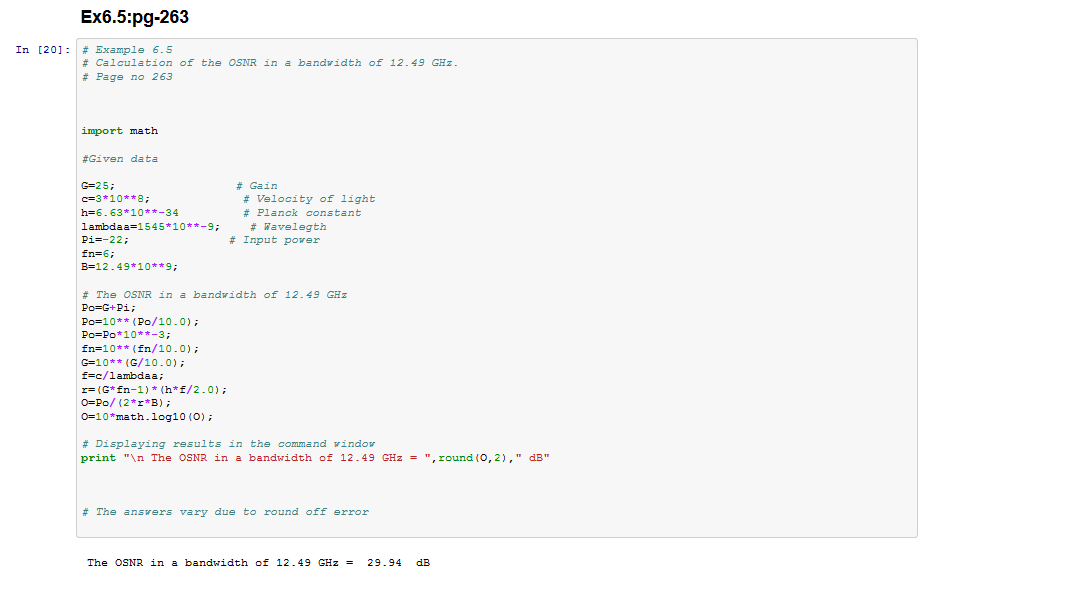 Ex6.5:pg-263
In [20]: # Example 6.5
# Calculation of the OSNR in a bandwidth of 12.49 GHz.
# Page no 263
import math
#Given data
G=25;                  # Gain
c=3*10**8;              # Velocity of light
h=6.63*10**-34          # Planck constant
lambdaa=1545*10**-9;    # Wavelegth
Pi=-22;               # Input power
fn=6;
B=12.49*10**9;
# The OSNR in a bandwidth of 12.49 GHz
Po=G+Pi;
Po=10**(Po/10.0);
Po=Po*10**-3;
fn=10**(fn/10.0);
G=10**(G/10.0);
f=c/lambdaa;
r=(G*fn-1)*(h*f/2.0);
O=Po/(2*r*B);
O=10*math.log10(O);
# Displaying results in the command window
print "\n The OSNR in a bandwidth of 12.49 GHz = ",round(O,2)," dB"
# The answers vary due to round off error
The OSNR in a bandwidth of 12.49 GHz =  29.94  dB